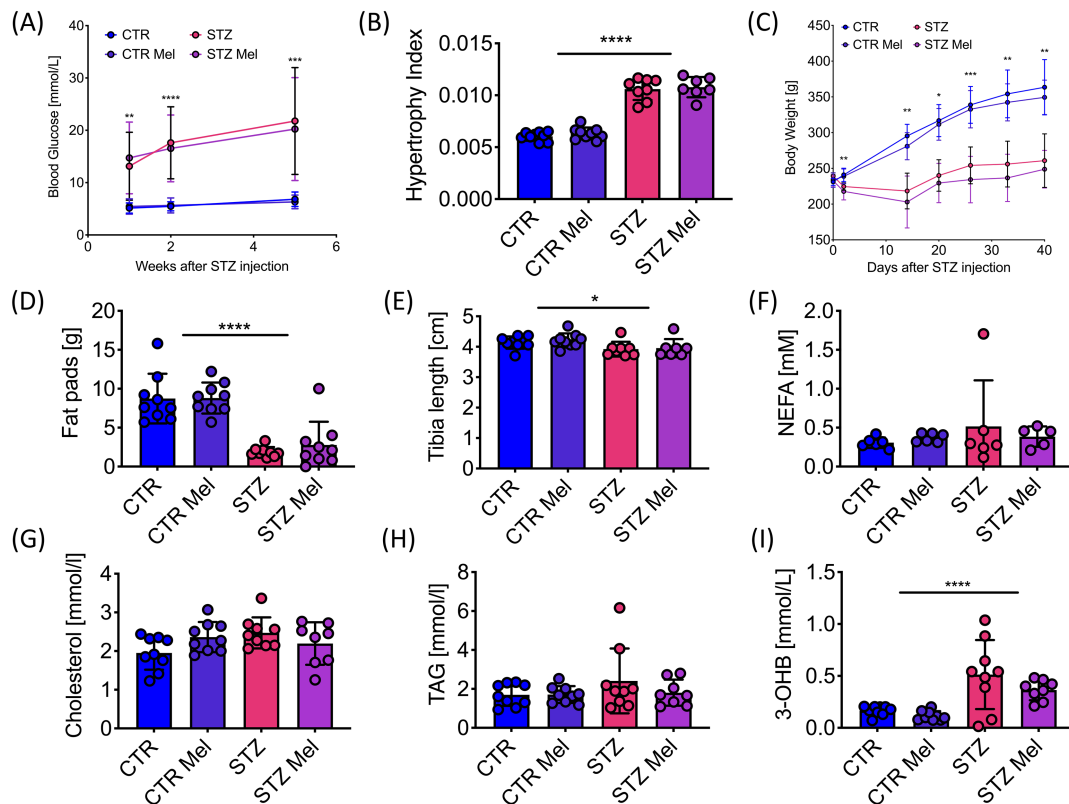 (A)
Blood Glucose [mmol/L]
40
30
20
10
0
CTR
STZ
CTR Mel
STZ Mel
**
****
***
0
2
4
6
Weeks after STZ injection
(B)
Hypertrophy Index
0.015
0.010
0.005
0.000
****
CTR
CTR Mel
STZ
STZ Mel
(C)
Body Weight [g]
400
350
300
250
200
150
CTR
STZ
CTR Mel
STZ Mel
**
**
*
***
**
**
0
10
20
30
40
Days after STZ injection
(D)
Fat pads [g]
20
15
10
5
0
****
CTR
CTR Mel
STZ
STZ Mel
(E)
Tibia length [cm]
5
4
3
2
1
0
*
CTR
CTR Mel
STZ
STZ Mel
(F)
NEFA [mM]
2.0
1.5
1.0
0.5
0.0
CTR
CTR Mel
STZ
STZ Mel
(G)
Cholesterol [mmol/l]
4
3
2
1
0
CTR
CTR Mel
STZ
STZ Mel
(H)
TAG [mmol/l]
8
6
4
2
0
CTR
CTR Mel
STZ
STZ Mel
(I)
3-OHB [mmol/L]
1.5
1.0
0.5
0.0
****
CTR
CTR Mel
STZ
STZ Mel